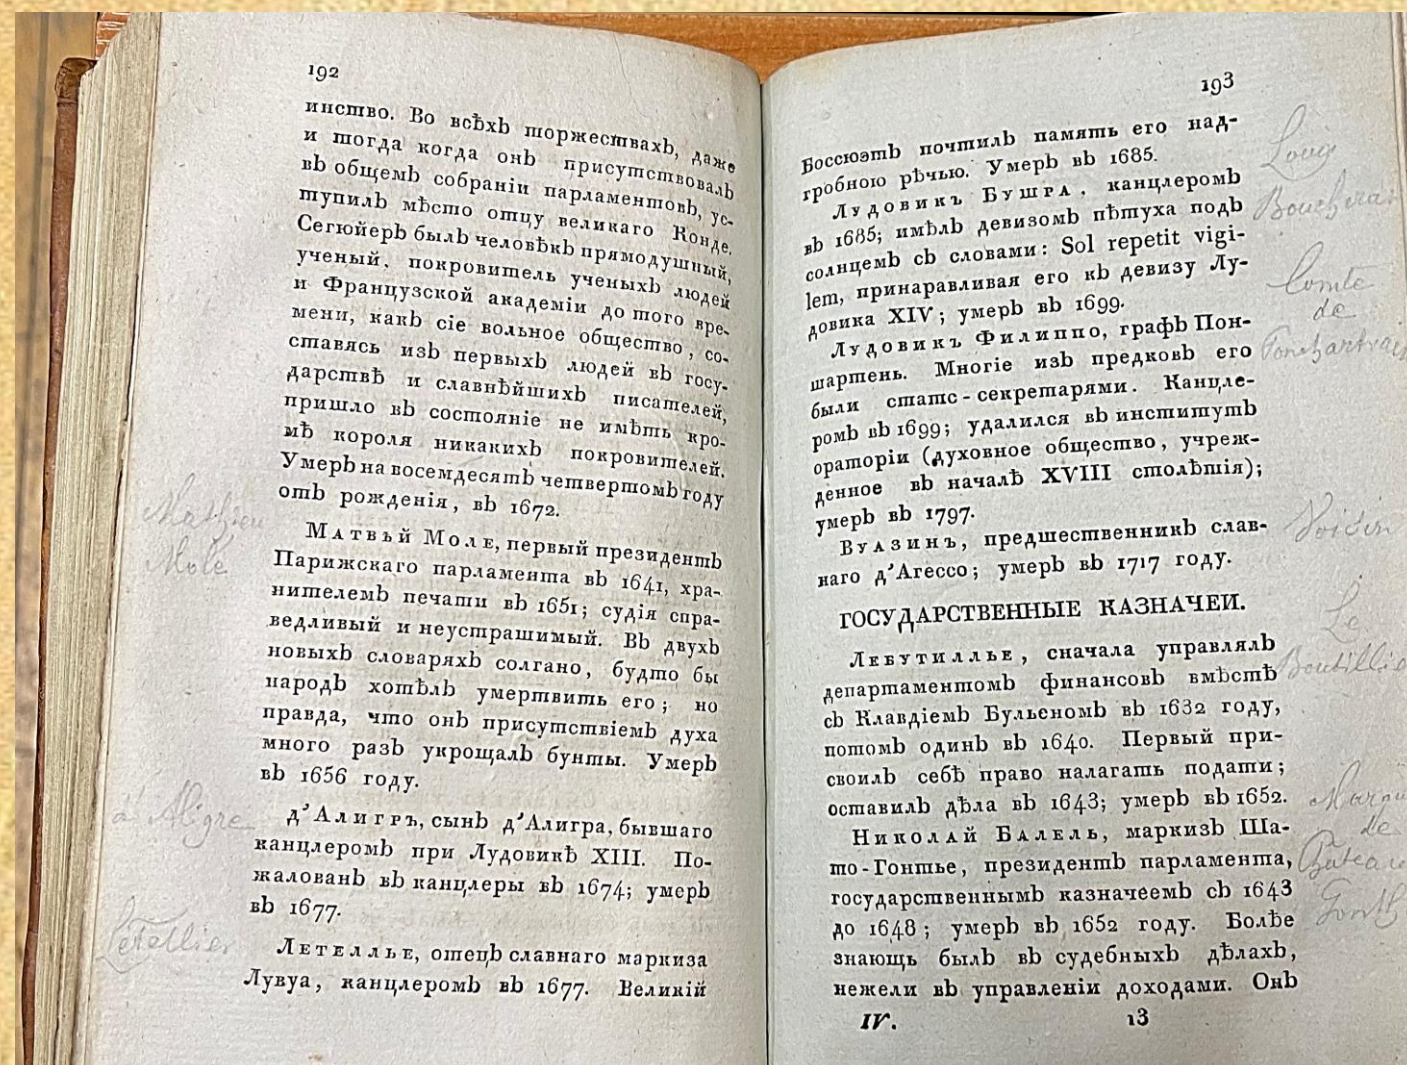 192
инство. Во всѣхъ торжествахъ, даже
и тогда когда онъ присутствовалъ
въ общемъ собраніи парламентовъ, ус-
тупилъ мѣсто отцу великаго Конде.
Сегюйеръ былъ человѣкъ прямодушный,
ученый, покровитель ученыхъ людей
и Французской академіи до того вре-
мени, какъ сіе вольное общество, со-
ставясь изъ первыхъ людей въ госу-
дарствѣ и славнѣйшихъ писателей,
пришло въ состояніе не имѣть кро-
мѣ короля никакихъ покровителей.
Умеръ на восемдесятъ четвертомъ году
отъ рожденія, въ 1672.
Матвѣй Моле, первый президентъ
Парижскаго парламента въ 1641, хра-
нителемъ печати въ 1651; судія спра-
ведливый и неустрашимый. Въ двухъ
новыхъ словаряхъ солгано, будто бы
народъ хотѣлъ умертвить его; но
правда, что онъ присутствіемъ духа
много разъ укрощалъ бунты. Умеръ
въ 1656 году.
д'Алигръ, сынъ д'Алигра, бывшаго
канцлеромъ при Лудовикѣ XIII. По-
жалованъ въ канцлеры въ 1674; умеръ
въ 1677.
Летеллье, отецъ славнаго маркиза
Лувуа, канцлеромъ въ 1677. Великій
Mathieu
Molé
d'Aligre
Letellier
193
Боссюэтъ почтилъ память его над-
гробною рѣчью. Умеръ въ 1685.
Лудовикъ Бушра, канцлеромъ
въ 1685; имѣлъ девизомъ пѣтуха подъ
солнцемъ съ словами: Sol repetit vigi-
lem, принаравливая его къ девизу Лу-
довика XIV; умеръ въ 1699.
Лудовикъ Филиппо, графъ Пон-
шартень. Многіе изъ предковъ его
были статс-секретарями. Канцле-
ромъ въ 1699; удалился въ институтъ
ораторіи (духовное общество, учреж-
денное въ началѣ XVIII столѣтія);
умеръ въ 1797.
Вуазинъ, предшественникъ слав-
наго д'Агессо; умеръ въ 1717 году.
ГОСУДАРСТВЕННЫЕ КАЗНАЧЕИ.
Лебутиллье, сначала управлялъ
департаментомъ финансовъ вмѣстѣ
съ Клавдіемъ Бульеномъ въ 1632 году,
потомъ одинъ въ 1640. Первый при-
своилъ себѣ право налагать подати;
оставилъ дѣла въ 1643; умеръ въ 1652.
Николай Балель, маркизъ Ша-
то-Гонтье, президентъ парламента,
государственнымъ казначеемъ съ 1643
до 1648; умеръ въ 1652 году. Болѣе
знающь былъ въ судебныхъ дѣлахъ,
нежели въ управленіи доходами. Онъ
IV. 13
Louis
Boucherat
Comte
de
Voisin
Le
de